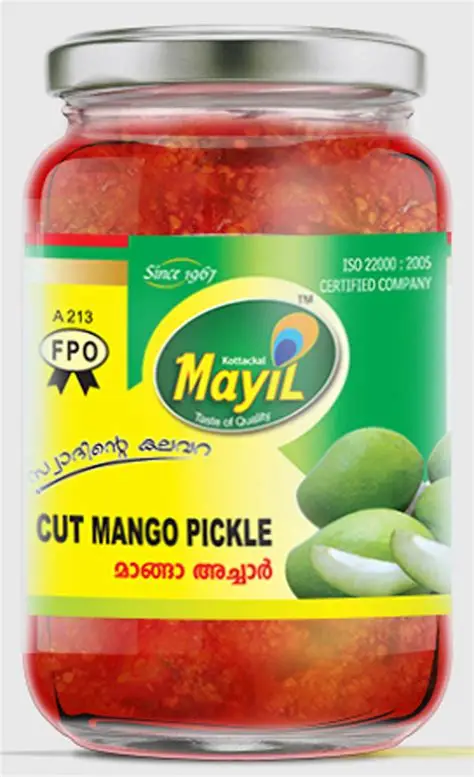 Since 1967
ISO 22000 : 2005
CERTIFIED COMPANY
TM
A 213
FPO
Kottackal
Mayil
Taste of Quality
സ്വാദിന്റെ കലവറ
CUT MANGO PICKLE
മാങ്ങാ അച്ചാർ